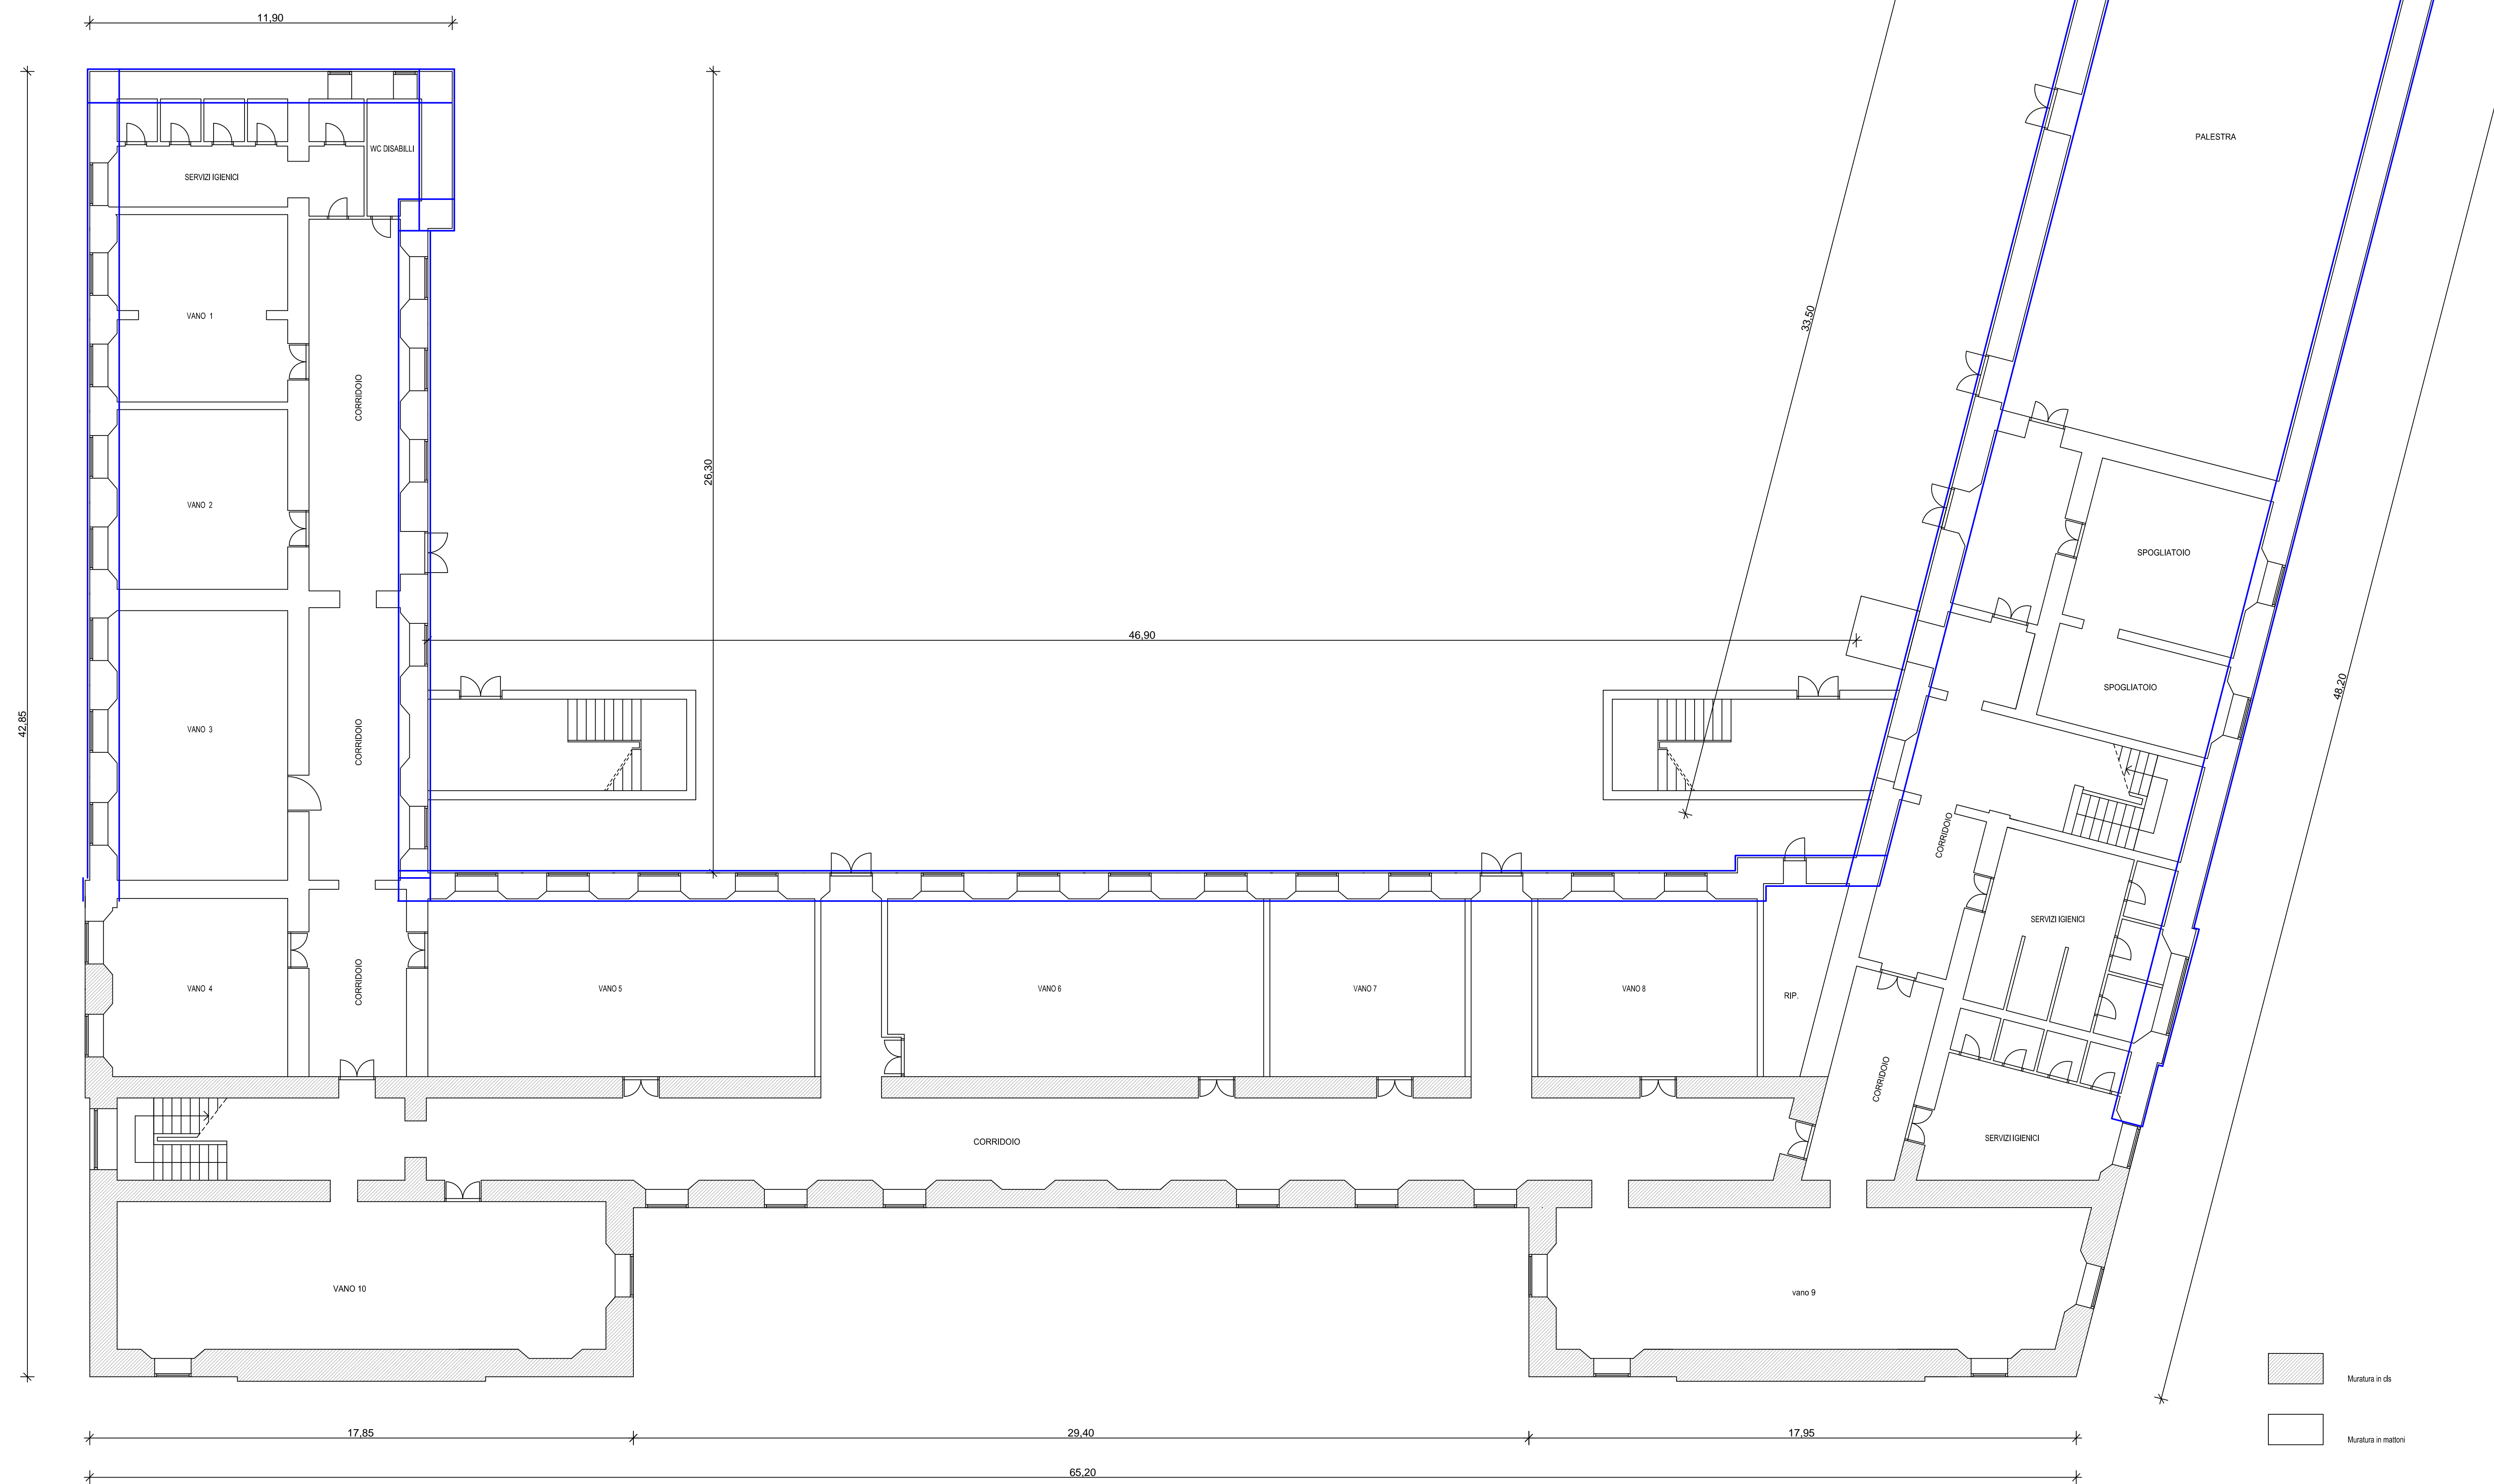 11,90
PALESTRA
WC DISABILLI
SERVIZI IGIENICI
VANO 1
33,50
CORRIDOIO
26,30
VANO 2
SPOGLIATOIO
46,90
SPOGLIATOIO
48,20
42,85
VANO 3
CORRIDOIO
CORRIDOIO
SERVIZI IGIENICI
VANO 4
CORRIDOIO
VANO 5
VANO 6
VANO 7
VANO 8
RIP.
CORRIDOIO
CORRIDOIO
SERVIZI IGIENICI
VANO 10
vano 9
Muratura in cls
17,85
29,40
17,95
Muratura in mattoni
65,20